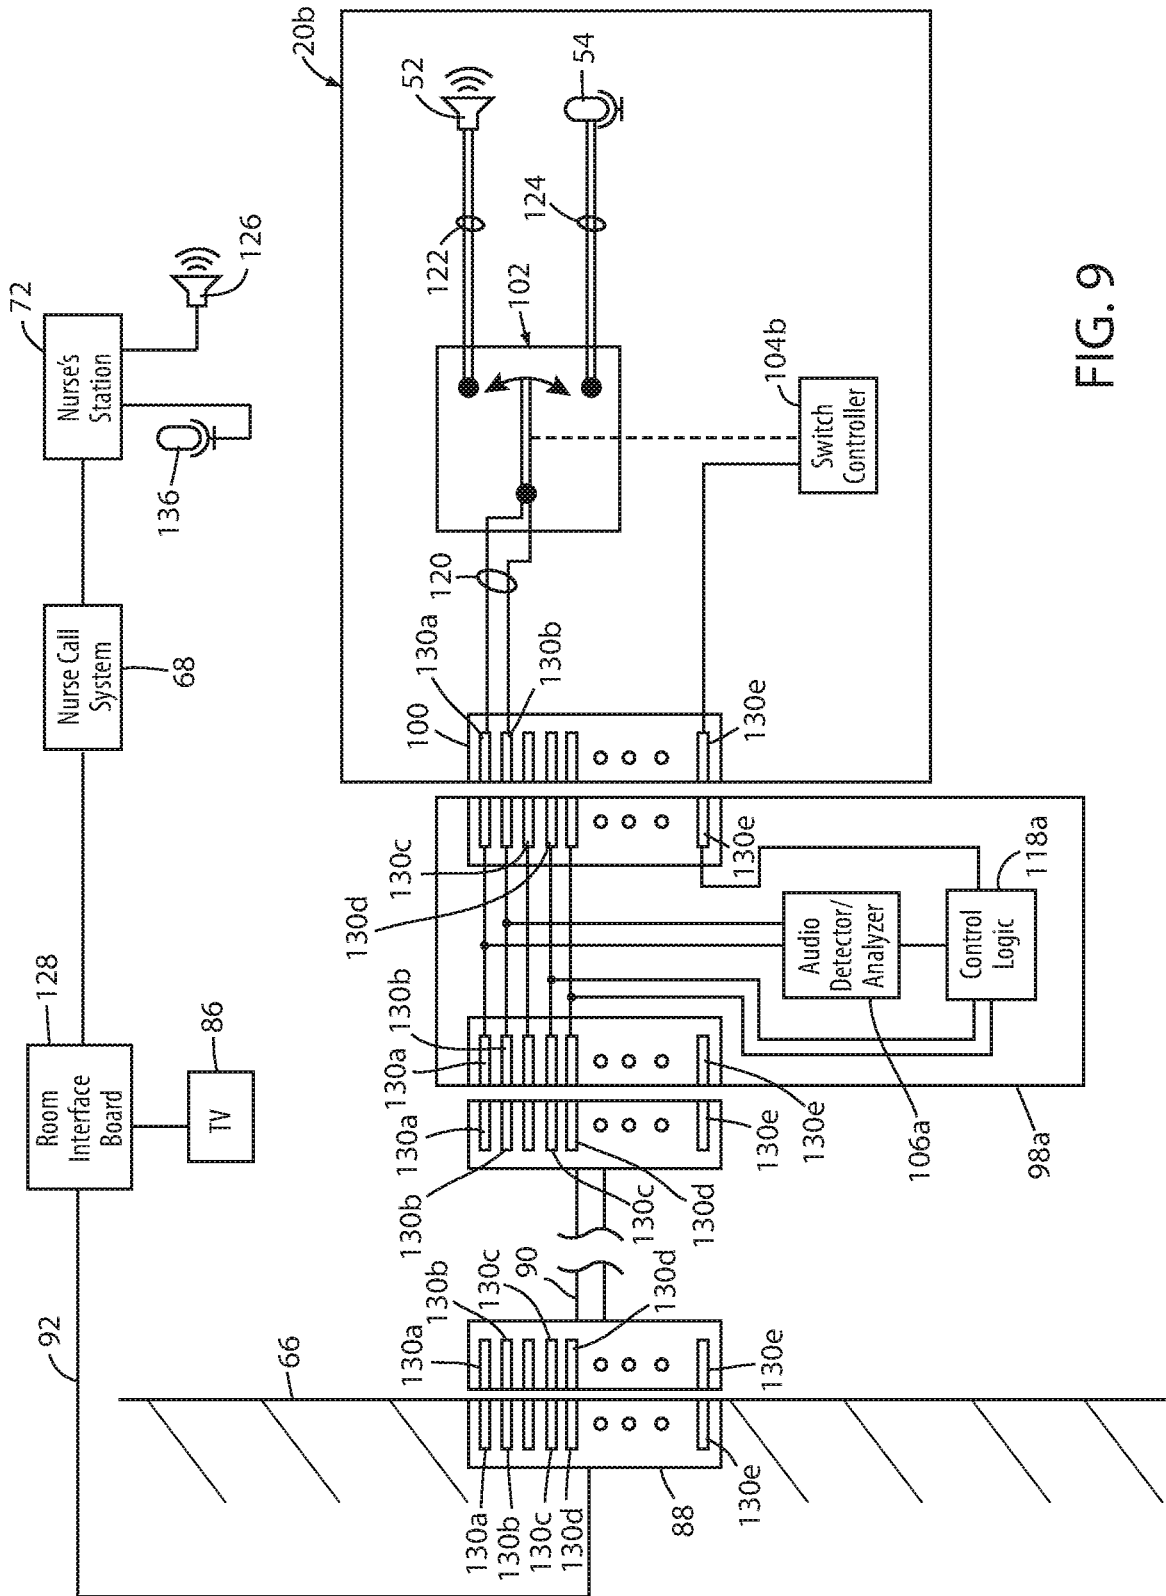 92
128
Room
Interface
Board
86
TV
Nurse Call
System
68
72
Nurse's
Station
136
126
66
130a
130b
130c
90
130d
130a
130b
130c
130d
130e
88
130e
130a
130b
130c
130d
130e
130a
130b
130e
106a
98a
130d
130c
130e
Audio
Detector/
Analyzer
Control
Logic
118a
100
130a
130b
130e
120
20b
102
122
124
52
54
104b
Switch
Controller
FIG. 9